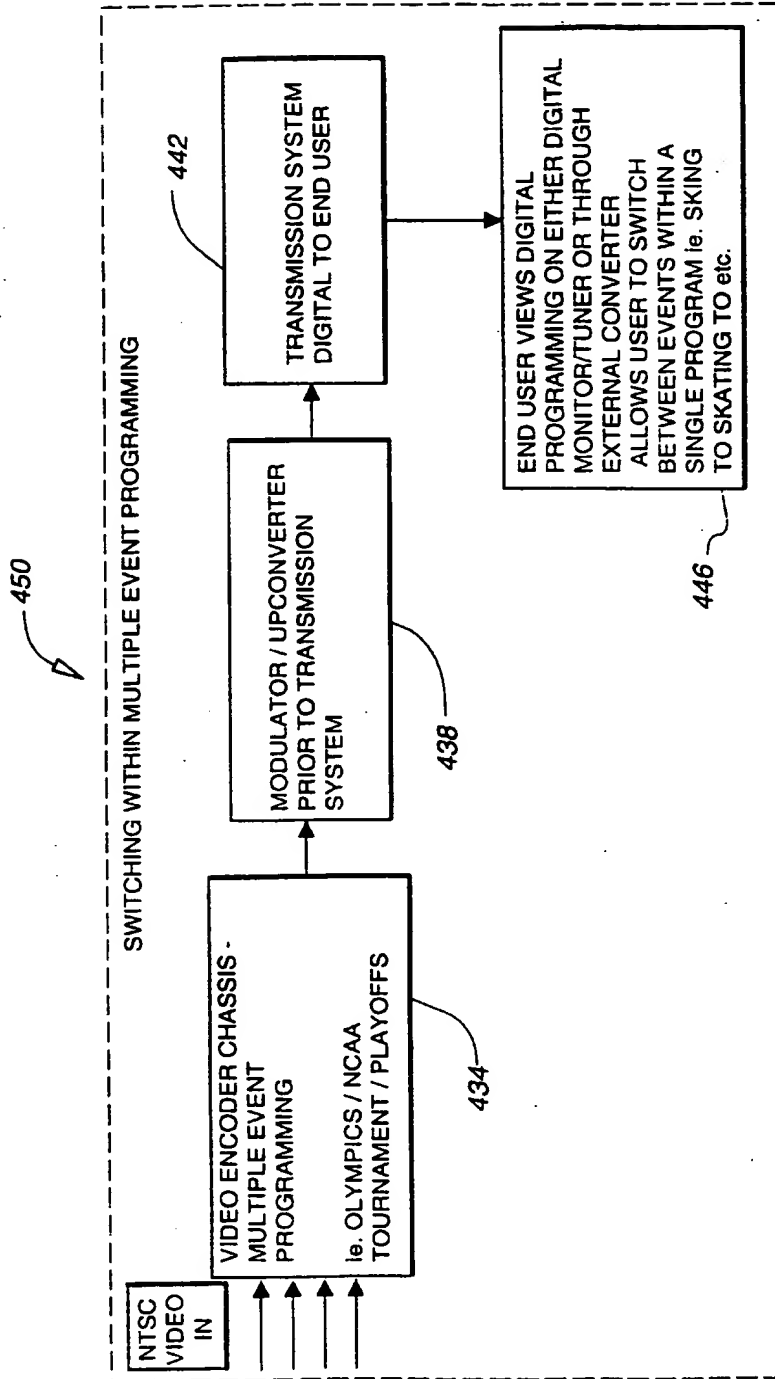 450
SWITCHING WITHIN MULTIPLE EVENT PROGRAMMING
NTSC
VIDEO
IN
VIDEO ENCODER CHASSIS -
MULTIPLE EVENT
PROGRAMMING
Ie. OLYMPICS / NCAA
TOURNAMENT / PLAYOFFS
434
MODULATOR / UPCONVERTER
PRIOR TO TRANSMISSION
SYSTEM
438
442
TRANSMISSION SYSTEM
DIGITAL TO END USER
END USER VIEWS DIGITAL
PROGRAMMING ON EITHER DIGITAL
MONITOR/TUNER OR THROUGH
EXTERNAL CONVERTER
ALLOWS USER TO SWITCH
BETWEEN EVENTS WITHIN A
SINGLE PROGRAM ie. SKING
TO SKATING TO etc.
446